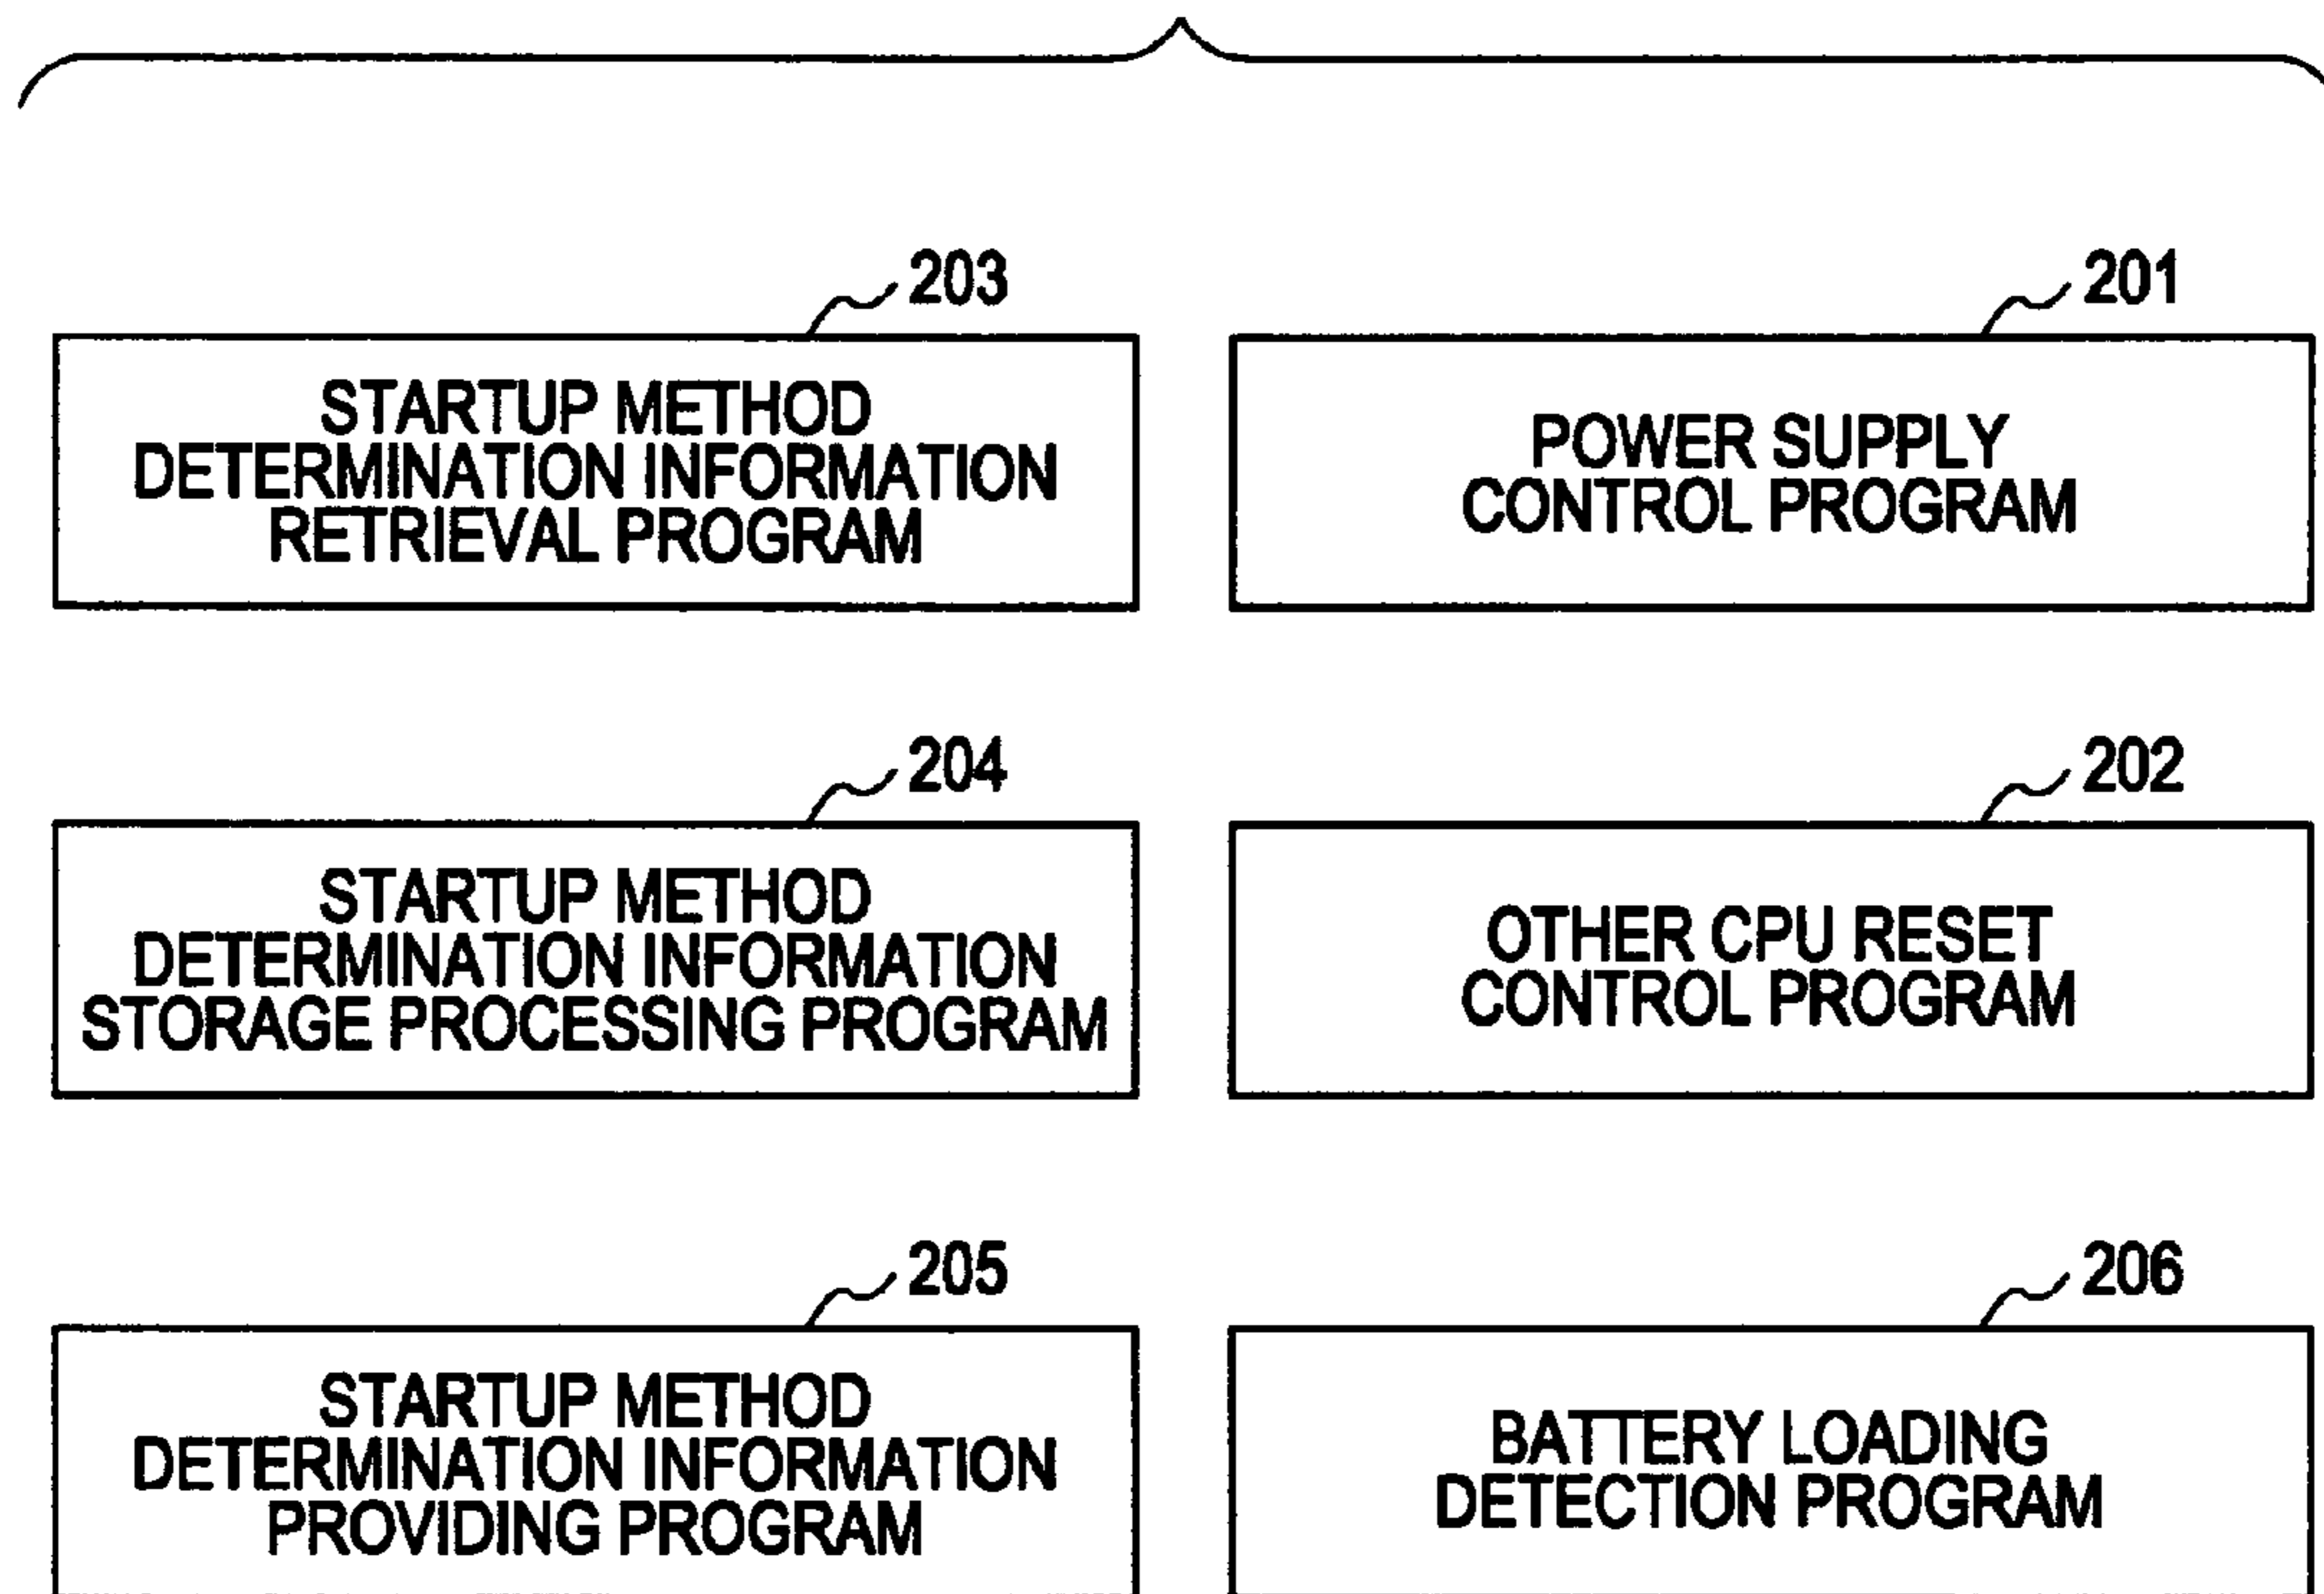 203
STARTUP METHOD
DETERMINATION INFORMATION
RETRIEVAL PROGRAM
201
POWER SUPPLY
CONTROL PROGRAM
204
STARTUP METHOD
DETERMINATION INFORMATION
STORAGE PROCESSING PROGRAM
202
OTHER CPU RESET
CONTROL PROGRAM
205
STARTUP METHOD
DETERMINATION INFORMATION
PROVIDING PROGRAM
206
BATTERY LOADING
DETECTION PROGRAM